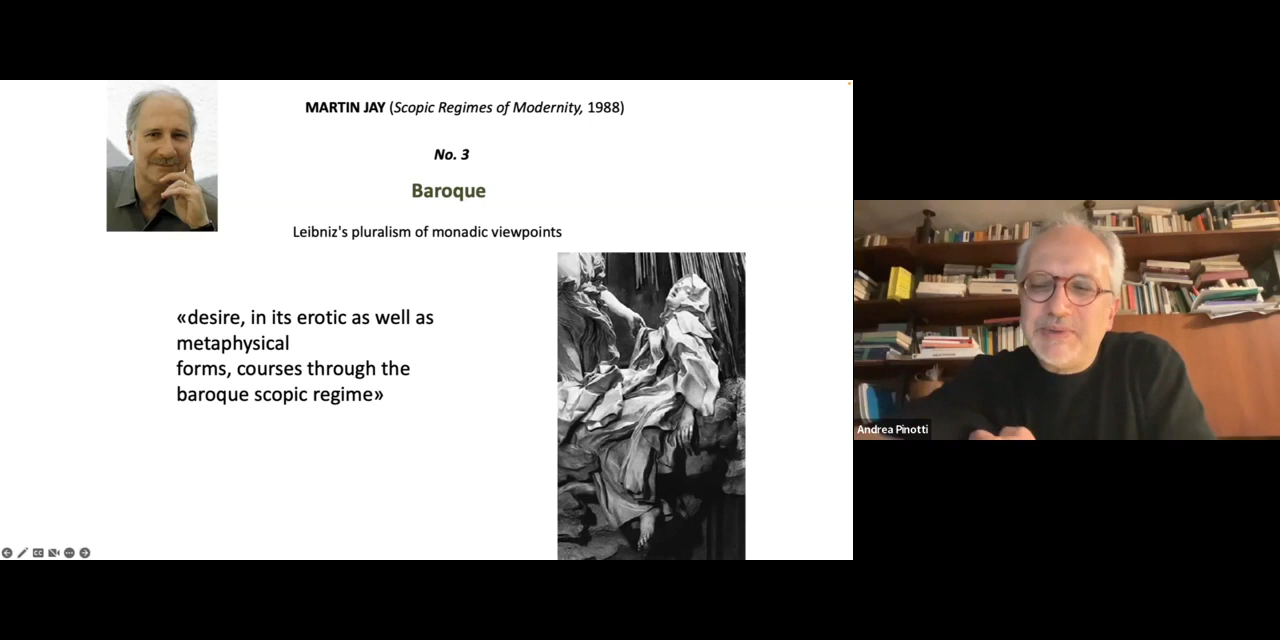 MARTIN JAY (Scopic Regimes of Modernity, 1988)
No. 3
Baroque
Leibniz's pluralism of monadic viewpoints
«desire, in its erotic as well as
metaphysical
forms, courses through the
baroque scopic regime»
Andrea Pinotti